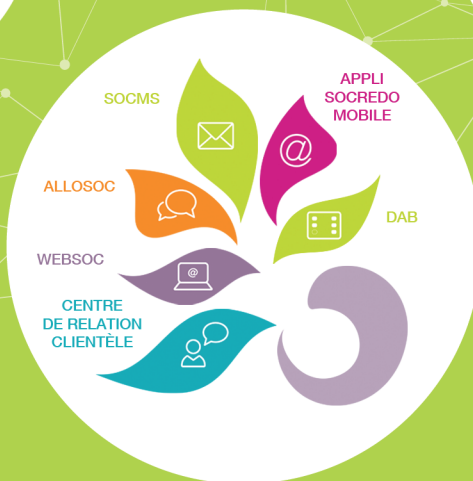 SOCMS
APPLI
SOCREDO
MOBILE
ALLOSOC
DAB
WEBSOC
@
@
CENTRE
DE RELATION
CLIENTÈLE